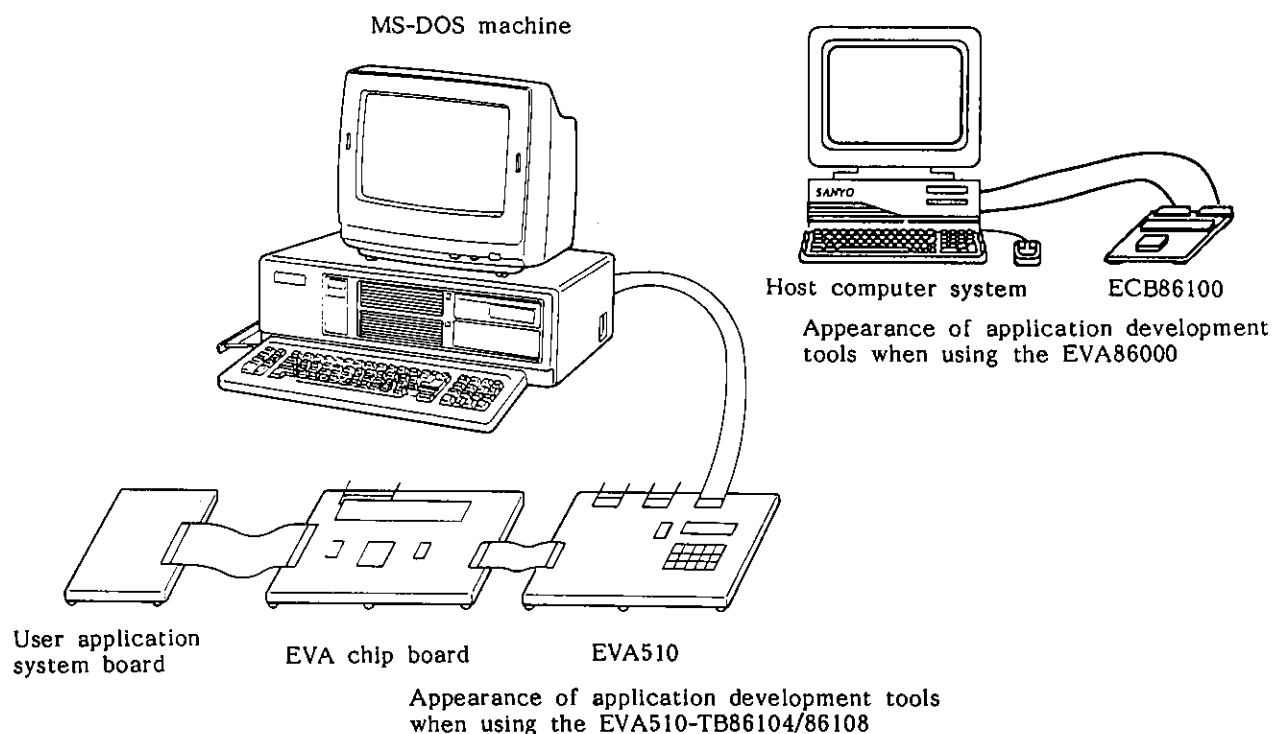 MS-DOS machine
SANYO
Host computer system
ECB86100
Appearance of application development
tools when using the EVA86000
User application
system board
EVA chip board
EVA510
Appearance of application development tools
when using the EVA510-TB86104/86108